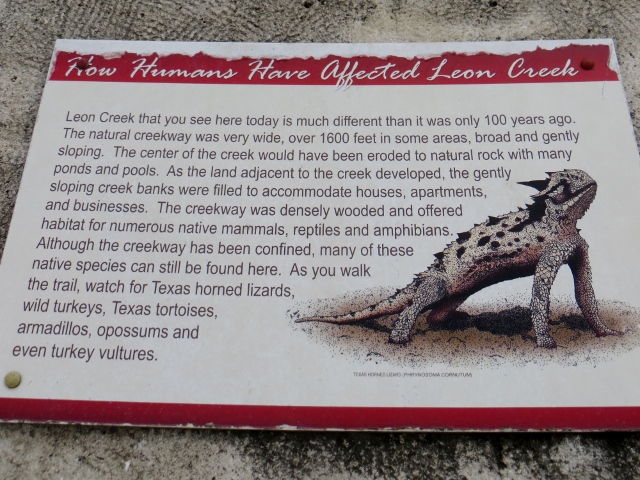 How Humans Have Affected Leon Creek
Leon Creek that you see here today is much different than it was only 100 years ago.
The natural creekway was very wide, over 1600 feet in some areas, broad and gently
sloping. The center of the creek would have been eroded to natural rock with many
ponds and pools. As the land adjacent to the creek developed, the gently
sloping creek banks were filled to accommodate houses, apartments,
and businesses. The creekway was densely wooded and offered
habitat for numerous native mammals, reptiles and amphibians.
Although the creekway has been confined, many of these
native species can still be found here. As you walk
the trail, watch for Texas horned lizards,
wild turkeys, Texas tortoises,
armadillos, opossums and
even turkey vultures.
TEXAS HORNED LIZARD (PHRYNOSOMA CORNUTUM)